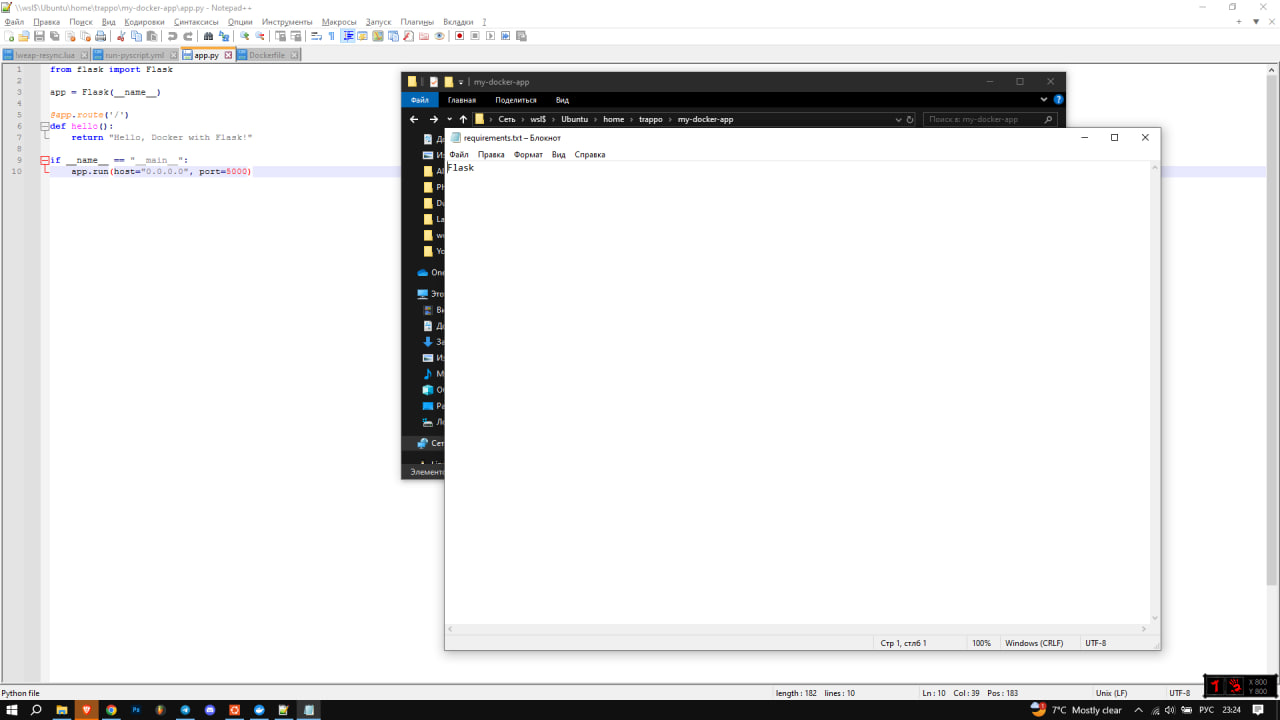 \\wsl$\Ubuntu\home\trappo\my-docker-app\app.py - Notepad++
Файл Правка Поиск Вид Кодировки Синтаксисы Опции Инструменты Макросы Запуск Плагины Вкладки ?
!weap-resync.lua run-pyscript.yml app.py Dockerfile
1 from flask import Flask
2
3 app = Flask(__name__)
4
5 @app.route('/')
6 def hello():
7 return "Hello, Docker with Flask!"
8
9 if __name__ == "__main__":
10 app.run(host="0.0.0.0", port=5000)
my-docker-app
Файл Главная Поделиться Вид
Сеть > wsl$ > Ubuntu > home > trappo > my-docker-app
Поиск в: my-docker-app
One
Это
Сет
Элементо
requirements.txt – Блокнот
Файл Правка Формат Вид Справка
Flask
Стр 1, стлб 1 100% Windows (CRLF) UTF-8
Python file length : 182 lines : 10 Ln : 10 Col : 39 Pos : 183 Unix (LF) UTF-8
X 800
Y 800
7°C Mostly clear РУС 23:24